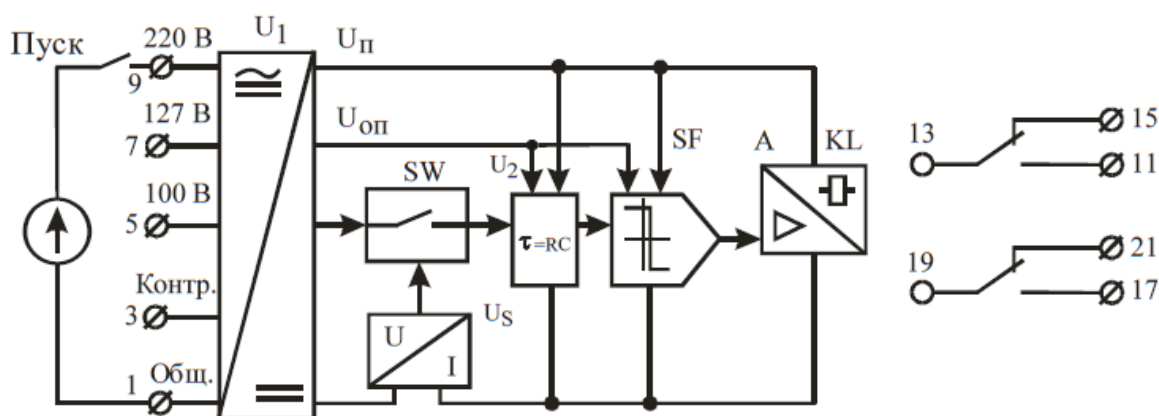 Пуск
220 В
U1
Uп
9
127 В
7
Uоп
U2
SF
A
KL
13
15
11
100 В
5
SW
τ=RC
19
21
17
Контр.
3
U
I
US
1
Общ.